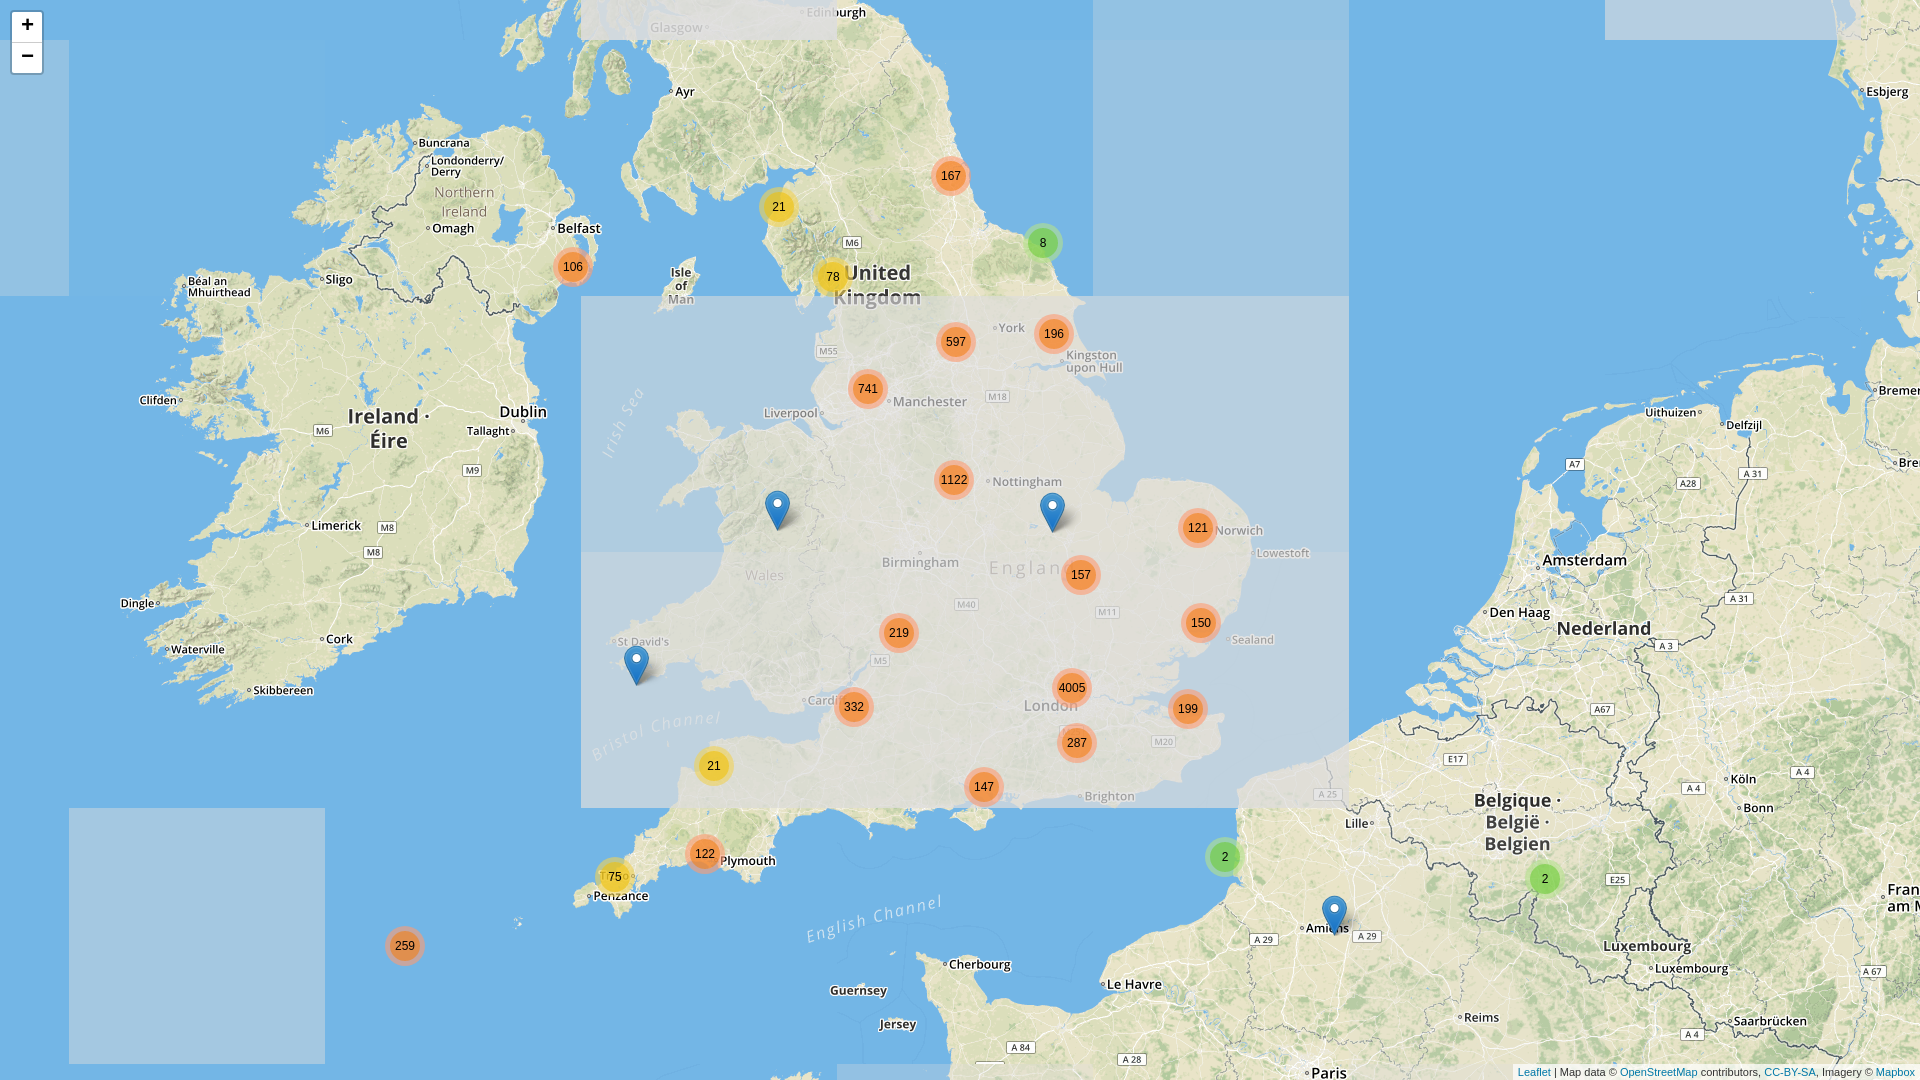 +
−
Edinburgh
Glasgow
Ayr
Esbjerg
Buncrana
Londonderry/
Derry
167
Northern
Ireland
21
Omagh
Belfast
M6
8
106
United
Kingdom
78
Isle
of
Man
Sligo
Béal an
Mhuirthead
York
196
597
M55
Kingston
upon Hull
741
Manchester
M18
Liverpool
Irish Sea
Clifden
Ireland ·
Éire
Dublin
Tallaght
M6
M9
Uithuizen
Delfzijl
A7
A 31
A28
1122
Nottingham
Limerick
M8
M8
121
Norwich
Lowestoft
Birmingham
Wales
157
Amsterdam
Dingle
M40
M11
A 31
Den Haag
Nederland
219
150
Sealand
Cork
St David's
Waterville
M5
A 3
Skibbereen
4005
London
332
199
A67
Bristol Channel
287
M20
E17
21
147
Brighton
A 25
Köln
A 4
A 4
Bonn
Belgique ·
België ·
Belgien
Lille
122
Plymouth
2
75
Penzance
2
E25
English Channel
Amiens
A 29
A 29
259
Luxembourg
Luxembourg
A 67
Cherbourg
Le Havre
Guernsey
Jersey
Reims
Saarbrücken
A 84
A 28
A 4
Paris
Leaflet | Map data © OpenStreetMap contributors, CC-BY-SA, Imagery © Mapbox